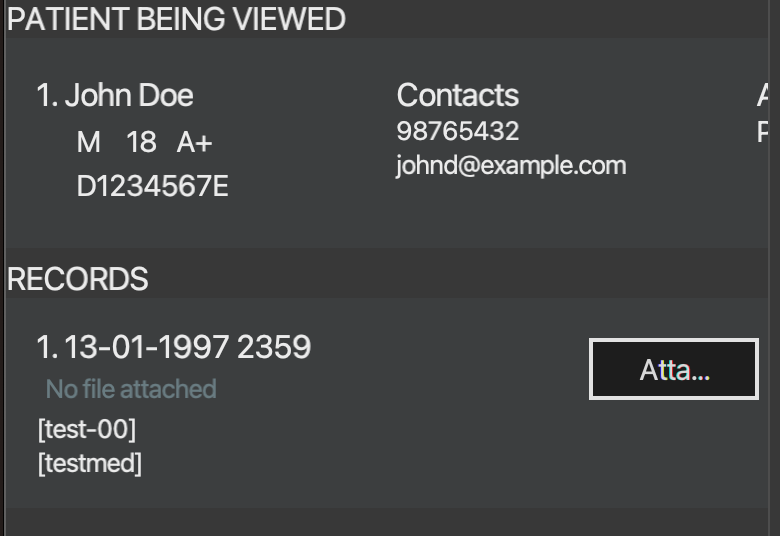 PATIENT BEING VIEWED
1. John Doe
M 18 A+
D1234567E
Contacts
98765432
johnd@example.com
RECORDS
1. 13-01-1997 2359
No file attached
[test-00]
[testmed]
Atta...